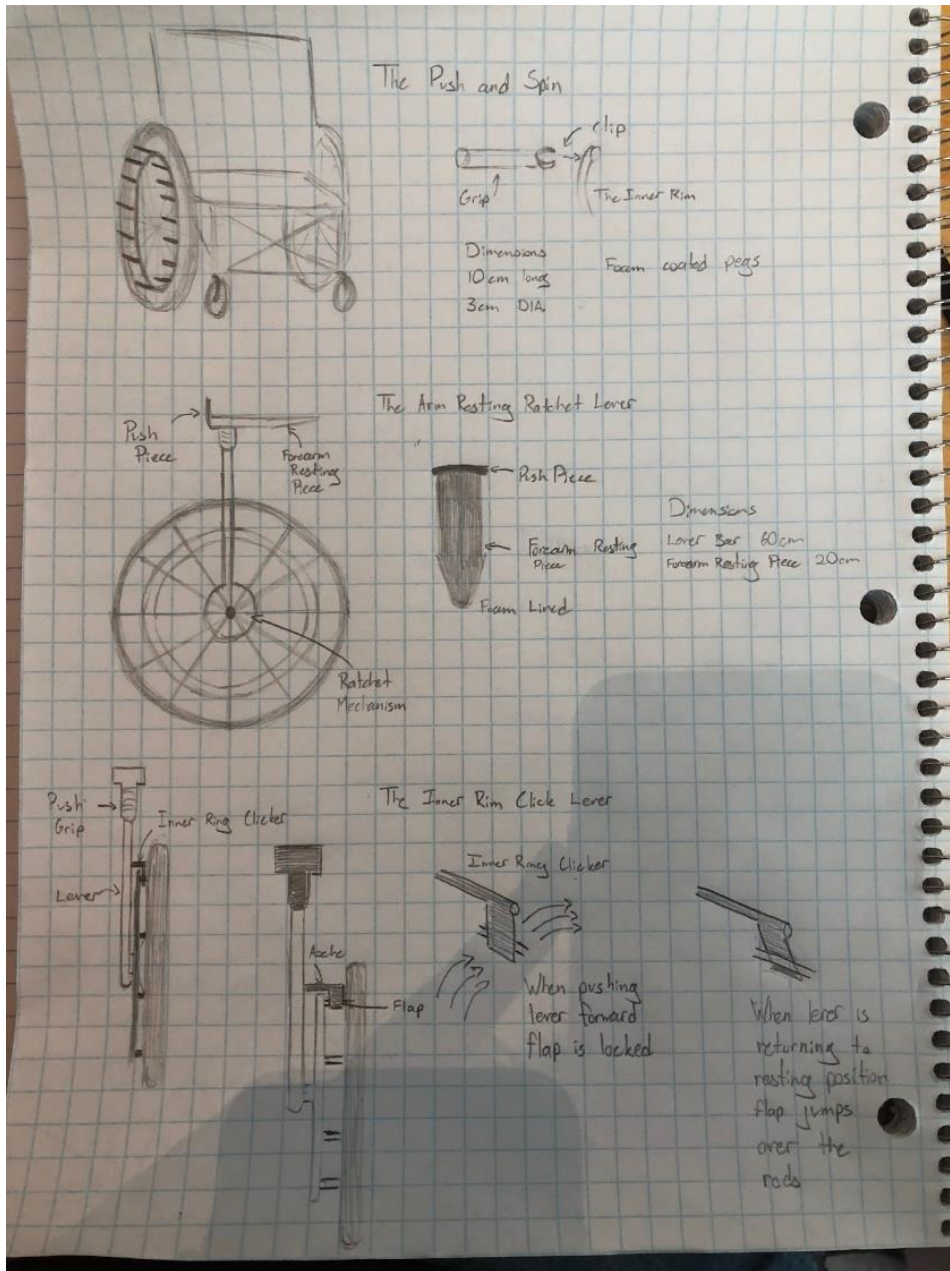 The Push and Spin
clip
Grip
The Inner Rim
Dimensions
10cm long
3cm DIA.
Foam coated pegs
The Arm Resting Ratchet Lever
Push
Piece
Forearm
Resting
Piece
Ratchet
Mechanism
Push Piece
Forearm Resting
Piece
Foam Lined
Dimensions
Lever Bar 60cm
Forearm Resting Piece 20cm
The Inner Rim Click Lever
Push
Grip
Inner Ring Clicker
Lever
Flap
Inner Ring Clicker
When pushing
lever forward
flap is locked
When lever is
returning to
resting position
flap jumps
over the
rods